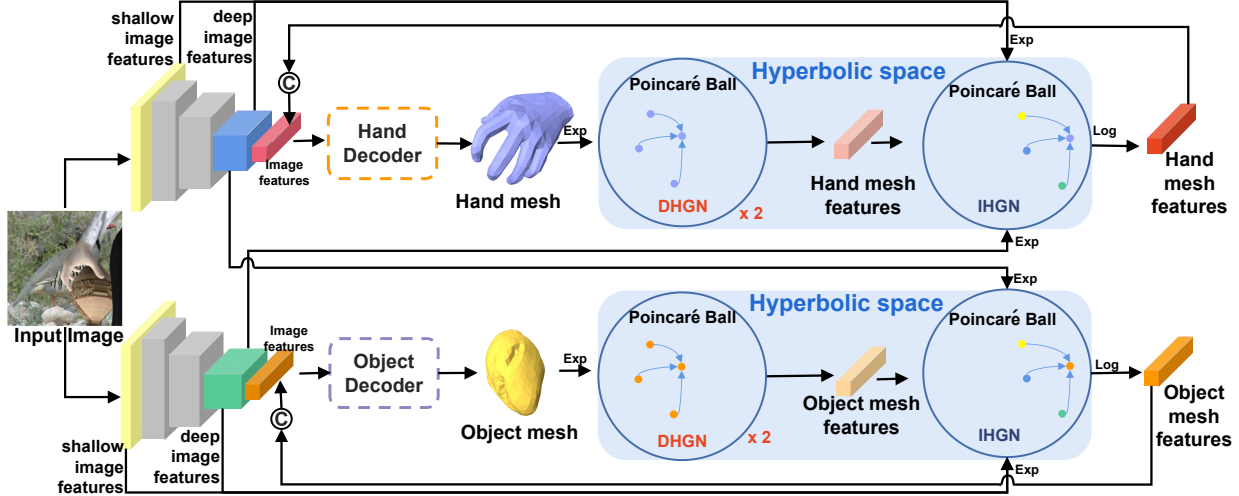 shallow
image
features
deep
image
features
Exp
C
Poincaré Ball
Hyperbolic space
Poincaré Ball
Hand
Decoder
Exp
Log
Image
features
Hand mesh
Hand mesh
features
Hand
mesh
features
DHGN
x 2
IHGN
Exp
Input Image
Exp
Hyperbolic space
Poincaré Ball
Poincaré Ball
Image
features
Object
Decoder
Exp
Log
C
Object mesh
Object mesh
features
Object
mesh
features
DHGN
x 2
IHGN
shallow
image
features
deep
image
features
Exp